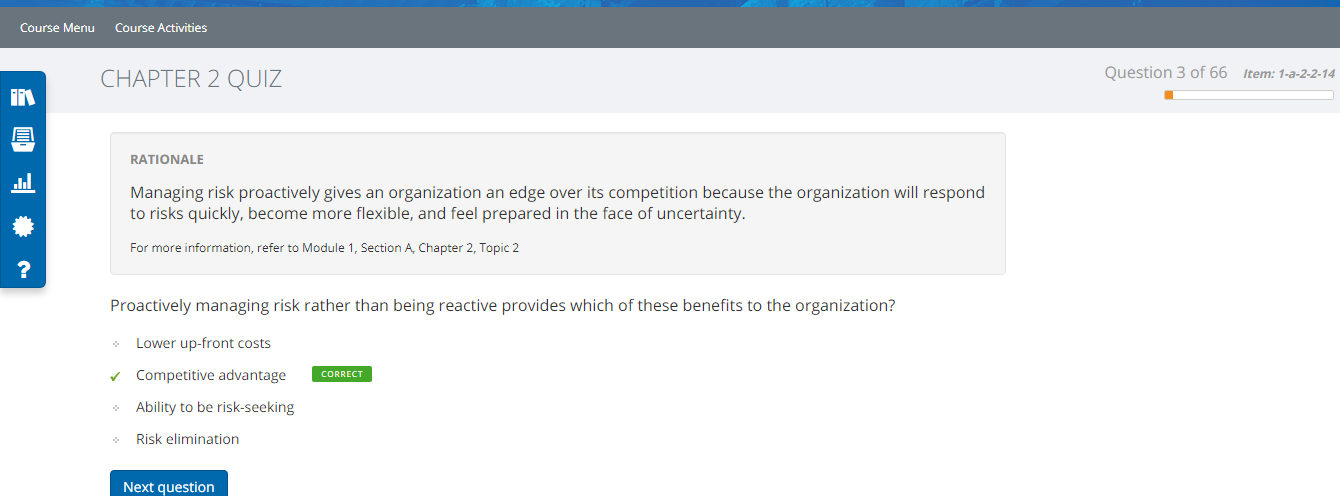 Course Menu Course Activities
CHAPTER 2 QUIZ
Question 3 of 66 Item: 1-a-2-2-14
RATIONALE
Managing risk proactively gives an organization an edge over its competition because the organization will respond
to risks quickly, become more flexible, and feel prepared in the face of uncertainty.
For more information, refer to Module 1, Section A, Chapter 2, Topic 2
Proactively managing risk rather than being reactive provides which of these benefits to the organization?
Lower up-front costs
Competitive advantage CORRECT
Ability to be risk-seeking
Risk elimination
Next question